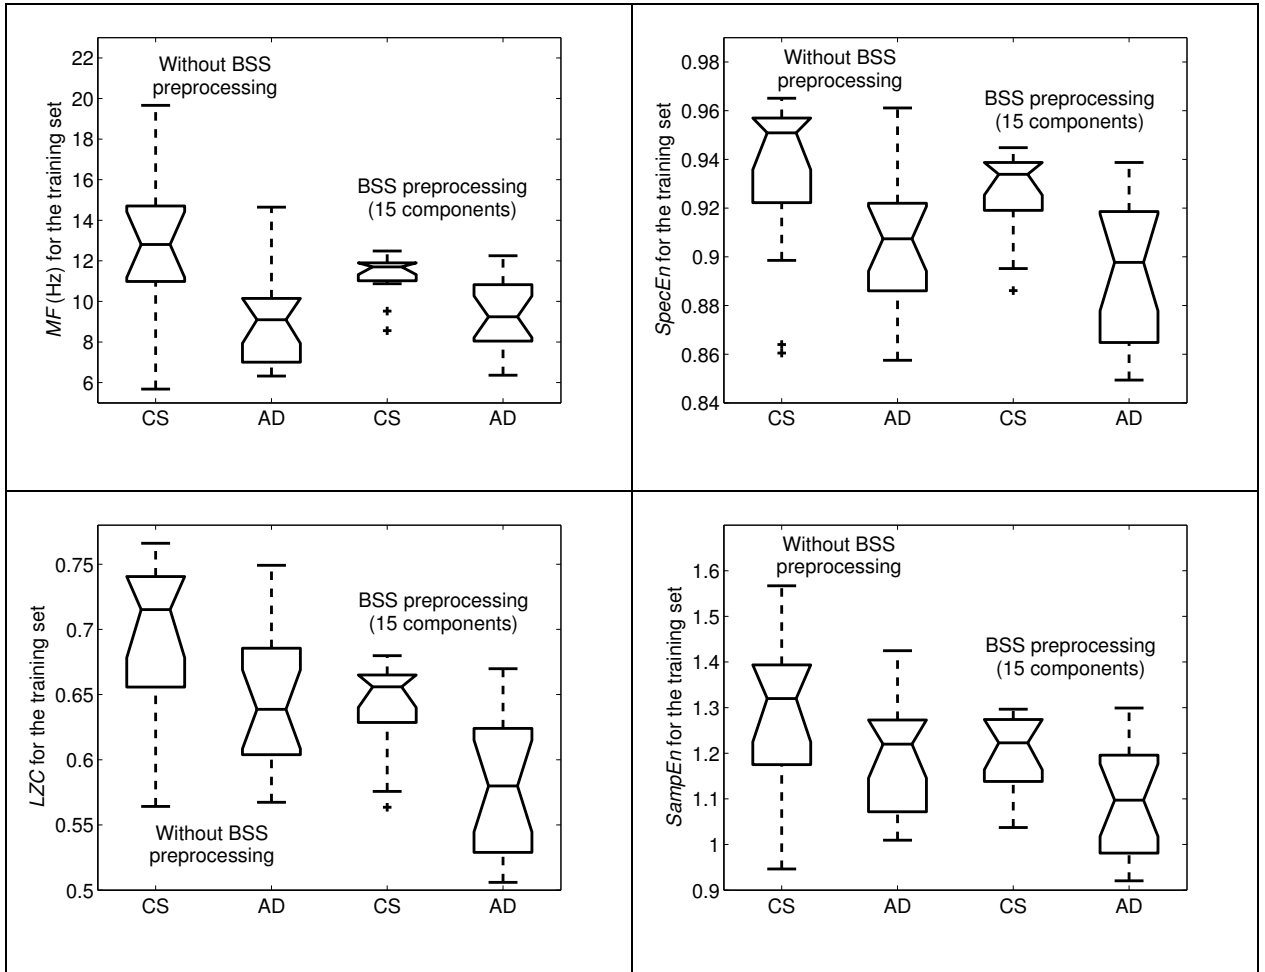 MF (Hz) for the training set
22
20
18
16
14
12
10
8
6
Without BSS
preprocessing
BSS preprocessing
(15 components)
CS AD CS AD
SpecEn for the training set
0.98
0.96
0.94
0.92
0.9
0.88
0.86
0.84
Without BSS
preprocessing
BSS preprocessing
(15 components)
CS AD CS AD
LZC for the training set
0.75
0.7
0.65
0.6
0.55
0.5
BSS preprocessing
(15 components)
Without BSS
preprocessing
CS AD CS AD
SampEn for the training set
1.6
1.5
1.4
1.3
1.2
1.1
1
0.9
Without BSS
preprocessing
BSS preprocessing
(15 components)
CS AD CS AD